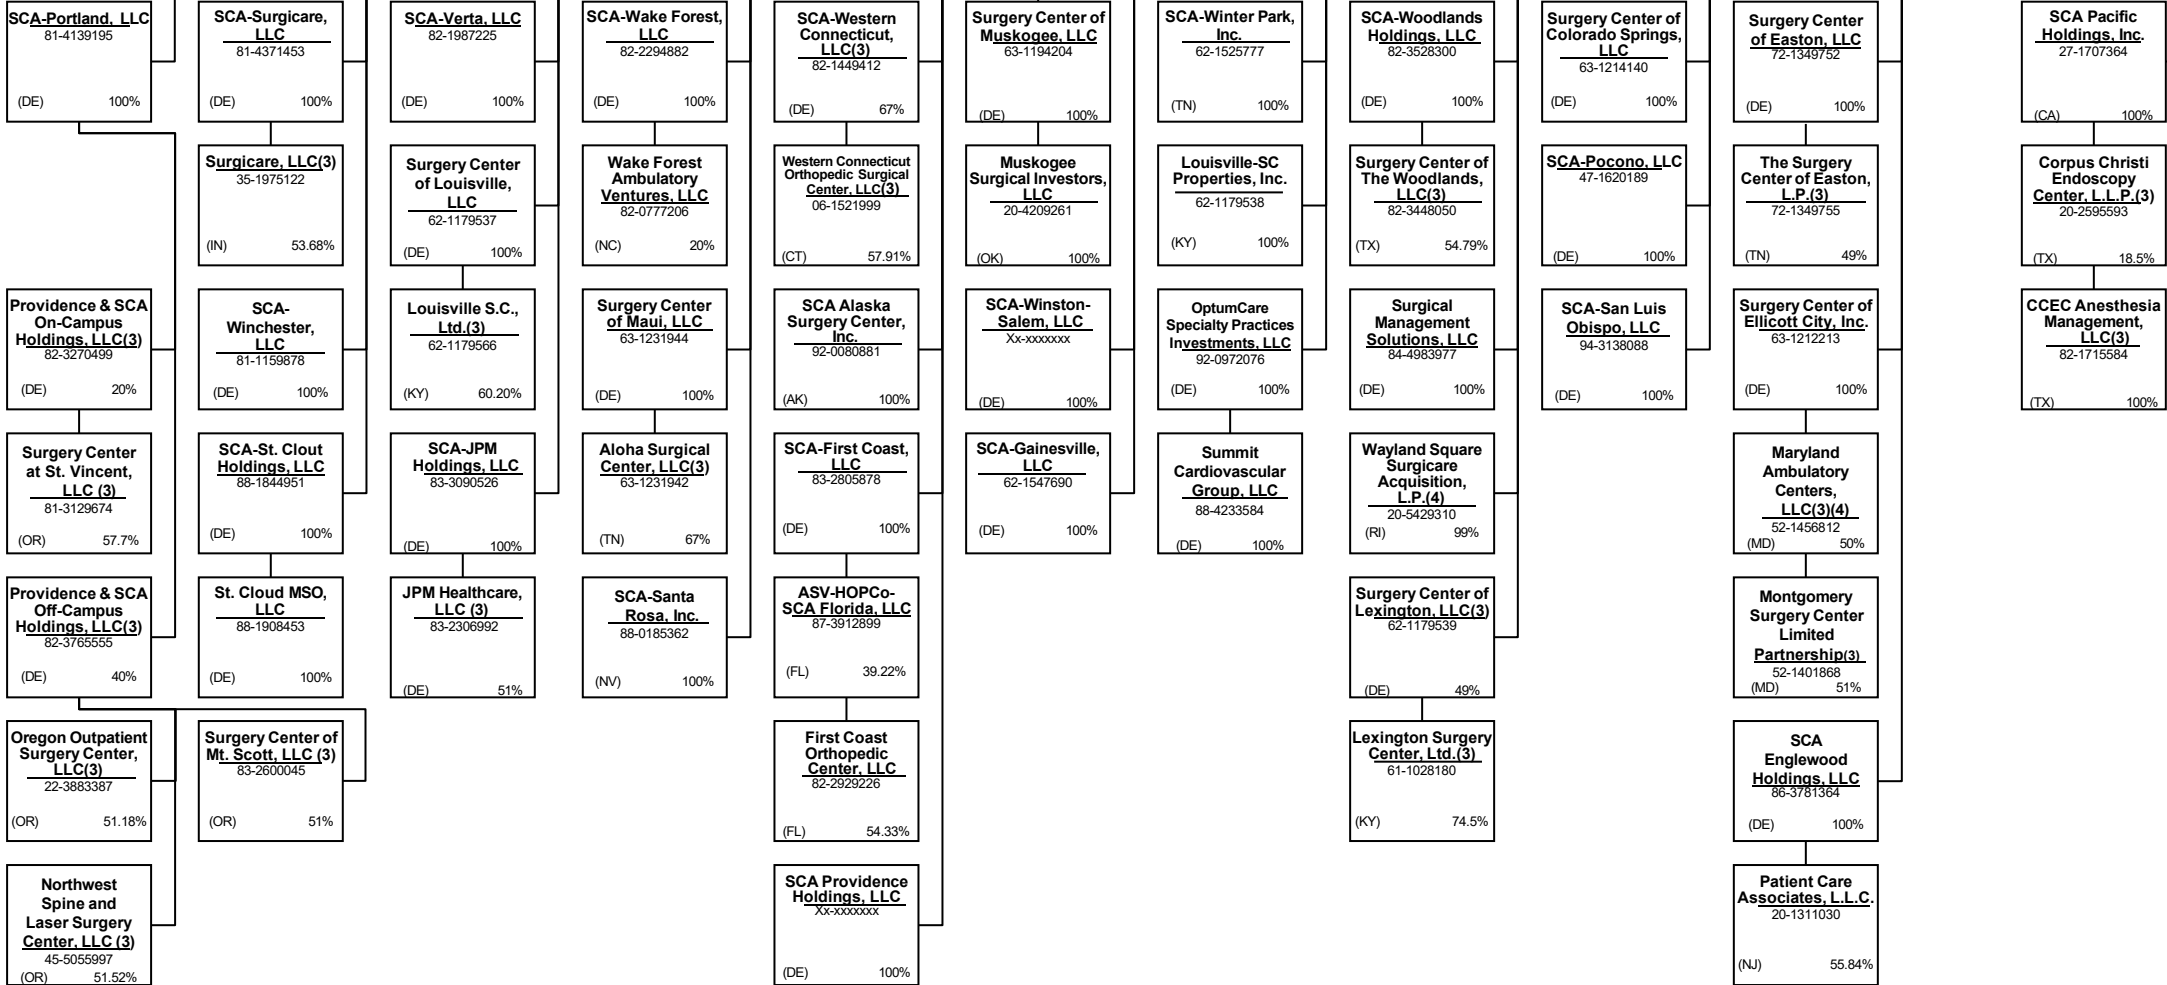 SCA-Portland, LLC
81-4139195
(DE) 100%
Providence & SCA
On-Campus
Holdings, LLC(3)
82-3270499
(DE) 20%
Surgery Center
at St. Vincent,
LLC (3)
81-3129674
(OR) 57.7%
Providence & SCA
Off-Campus
Holdings, LLC(3)
82-3765555
(DE) 40%
Oregon Outpatient
Surgery Center,
LLC(3)
22-3883387
(OR) 51.18%
Northwest
Spine and
Laser Surgery
Center, LLC (3)
45-5055997
(OR) 51.52%
SCA-Surgicare,
LLC
81-4371453
(DE) 100%
Surgicare, LLC(3)
35-1975122
(IN) 53.68%
SCA-
Winchester,
LLC
81-1159878
(DE) 100%
SCA-St. Clout
Holdings, LLC
88-1844951
(DE) 100%
St. Cloud MSO,
LLC
88-1908453
(DE) 100%
Surgery Center of
Mt. Scott, LLC (3)
83-2600045
(OR) 51%
SCA-Verta, LLC
82-1987225
(DE) 100%
Surgery Center
of Louisville,
LLC
62-1179537
(DE) 100%
Louisville S.C.,
Ltd.(3)
62-1179566
(KY) 60.20%
SCA-JPM
Holdings, LLC
83-3090526
(DE) 100%
JPM Healthcare,
LLC (3)
83-2306992
(DE) 51%
SCA-Wake Forest,
LLC
82-2294882
(DE) 100%
Wake Forest
Ambulatory
Ventures, LLC
82-0777206
(NC) 20%
Surgery Center
of Maui, LLC
63-1231944
(DE) 100%
Aloha Surgical
Center, LLC(3)
63-1231942
(TN) 67%
SCA-Santa
Rosa, Inc.
88-0185362
(NV) 100%
SCA-Western
Connecticut,
LLC(3)
82-1449412
(DE) 67%
Western Connecticut
Orthopedic Surgical
Center, LLC(3)
06-1521999
(CT) 57.91%
SCA Alaska
Surgery Center,
Inc.
92-0080881
(AK) 100%
SCA-First Coast,
LLC
83-2805878
(DE) 100%
ASV-HOPCo-
SCA Florida, LLC
87-3912899
(FL) 39.22%
First Coast
Orthopedic
Center, LLC
82-2929226
(FL) 54.33%
SCA Providence
Holdings, LLC
Xx-xxxxxxx
(DE) 100%
Surgery Center of
Muskogee, LLC
63-1194204
(DE) 100%
Muskogee
Surgical Investors,
LLC
20-4209261
(OK) 100%
SCA-Winston-
Salem, LLC
Xx-xxxxxxx
(DE) 100%
SCA-Gainesville,
LLC
62-1547690
(DE) 100%
SCA-Winter Park,
Inc.
62-1525777
(TN) 100%
Louisville-SC
Properties, Inc.
62-1179538
(KY) 100%
OptumCare
Specialty Practices
Investments, LLC
92-0972076
(DE) 100%
Summit
Cardiovascular
Group, LLC
88-4233584
(DE) 100%
SCA-Woodlands
Holdings, LLC
82-3528300
(DE) 100%
Surgery Center of
The Woodlands,
LLC(3)
82-3448050
(TX) 54.79%
Surgical
Management
Solutions, LLC
84-4983977
(DE) 100%
Wayland Square
Surgicare
Acquisition,
L.P.(4)
20-5429310
(RI) 99%
Surgery Center of
Lexington, LLC(3)
62-1179539
(DE) 49%
Lexington Surgery
Center, Ltd.(3)
61-1028180
(KY) 74.5%
Surgery Center of
Colorado Springs,
LLC
63-1214140
(DE) 100%
SCA-Pocono, LLC
47-1620189
(DE) 100%
SCA-San Luis
Obispo, LLC
94-3138088
(DE) 100%
Surgery Center
of Easton, LLC
72-1349752
(DE) 100%
The Surgery
Center of Easton,
L.P.(3)
72-1349755
(TN) 49%
Surgery Center of
Ellicott City, Inc.
63-1212213
(DE) 100%
Maryland
Ambulatory
Centers,
LLC(3)(4)
52-1456812
(MD) 50%
Montgomery
Surgery Center
Limited
Partnership(3)
52-1401868
(MD) 51%
SCA
Englewood
Holdings, LLC
86-3781364
(DE) 100%
Patient Care
Associates, L.L.C.
20-1311030
(NJ) 55.84%
SCA Pacific
Holdings, Inc.
27-1707364
(CA) 100%
Corpus Christi
Endoscopy
Center, L.L.P.(3)
20-2595593
(TX) 18.5%
CCEC Anesthesia
Management,
LLC(3)
82-1715584
(TX) 100%